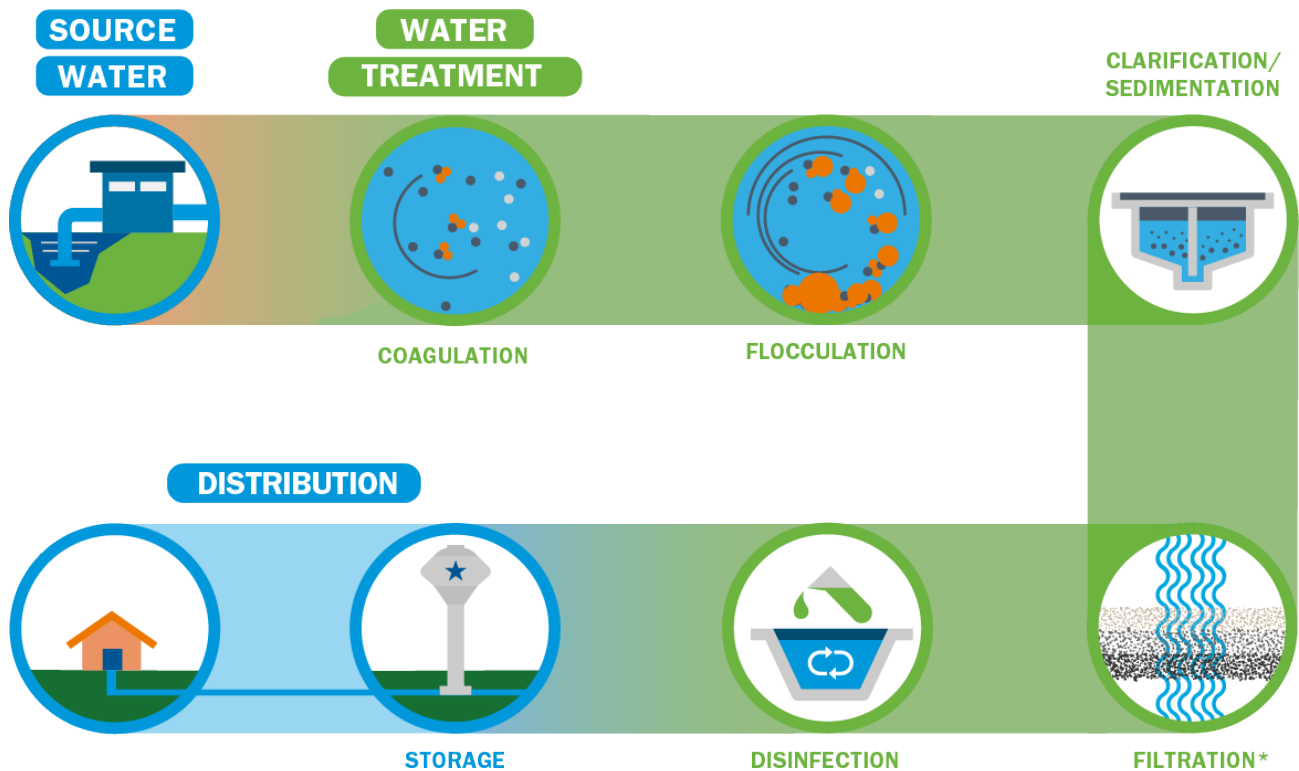 SOURCE
WATER
WATER
TREATMENT
CLARIFICATION/
SEDIMENTATION
COAGULATION
FLOCCULATION
DISTRIBUTION
STORAGE
DISINFECTION
FILTRATION*